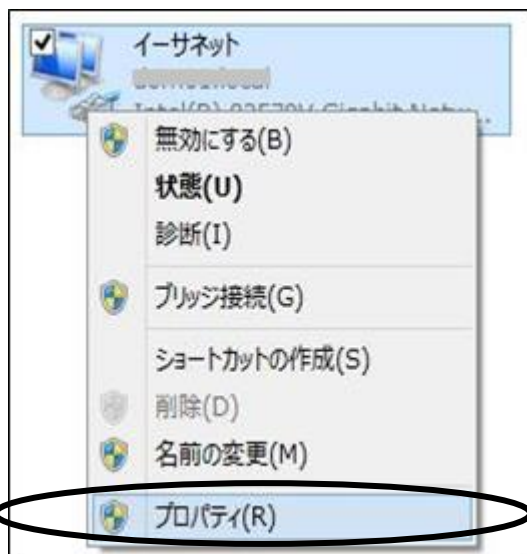 イーサネット
無効にする(B)
状態(U)
診断(I)
ブリッジ接続(G)
ショートカットの作成(S)
削除(D)
名前の変更(M)
プロパティ(R)